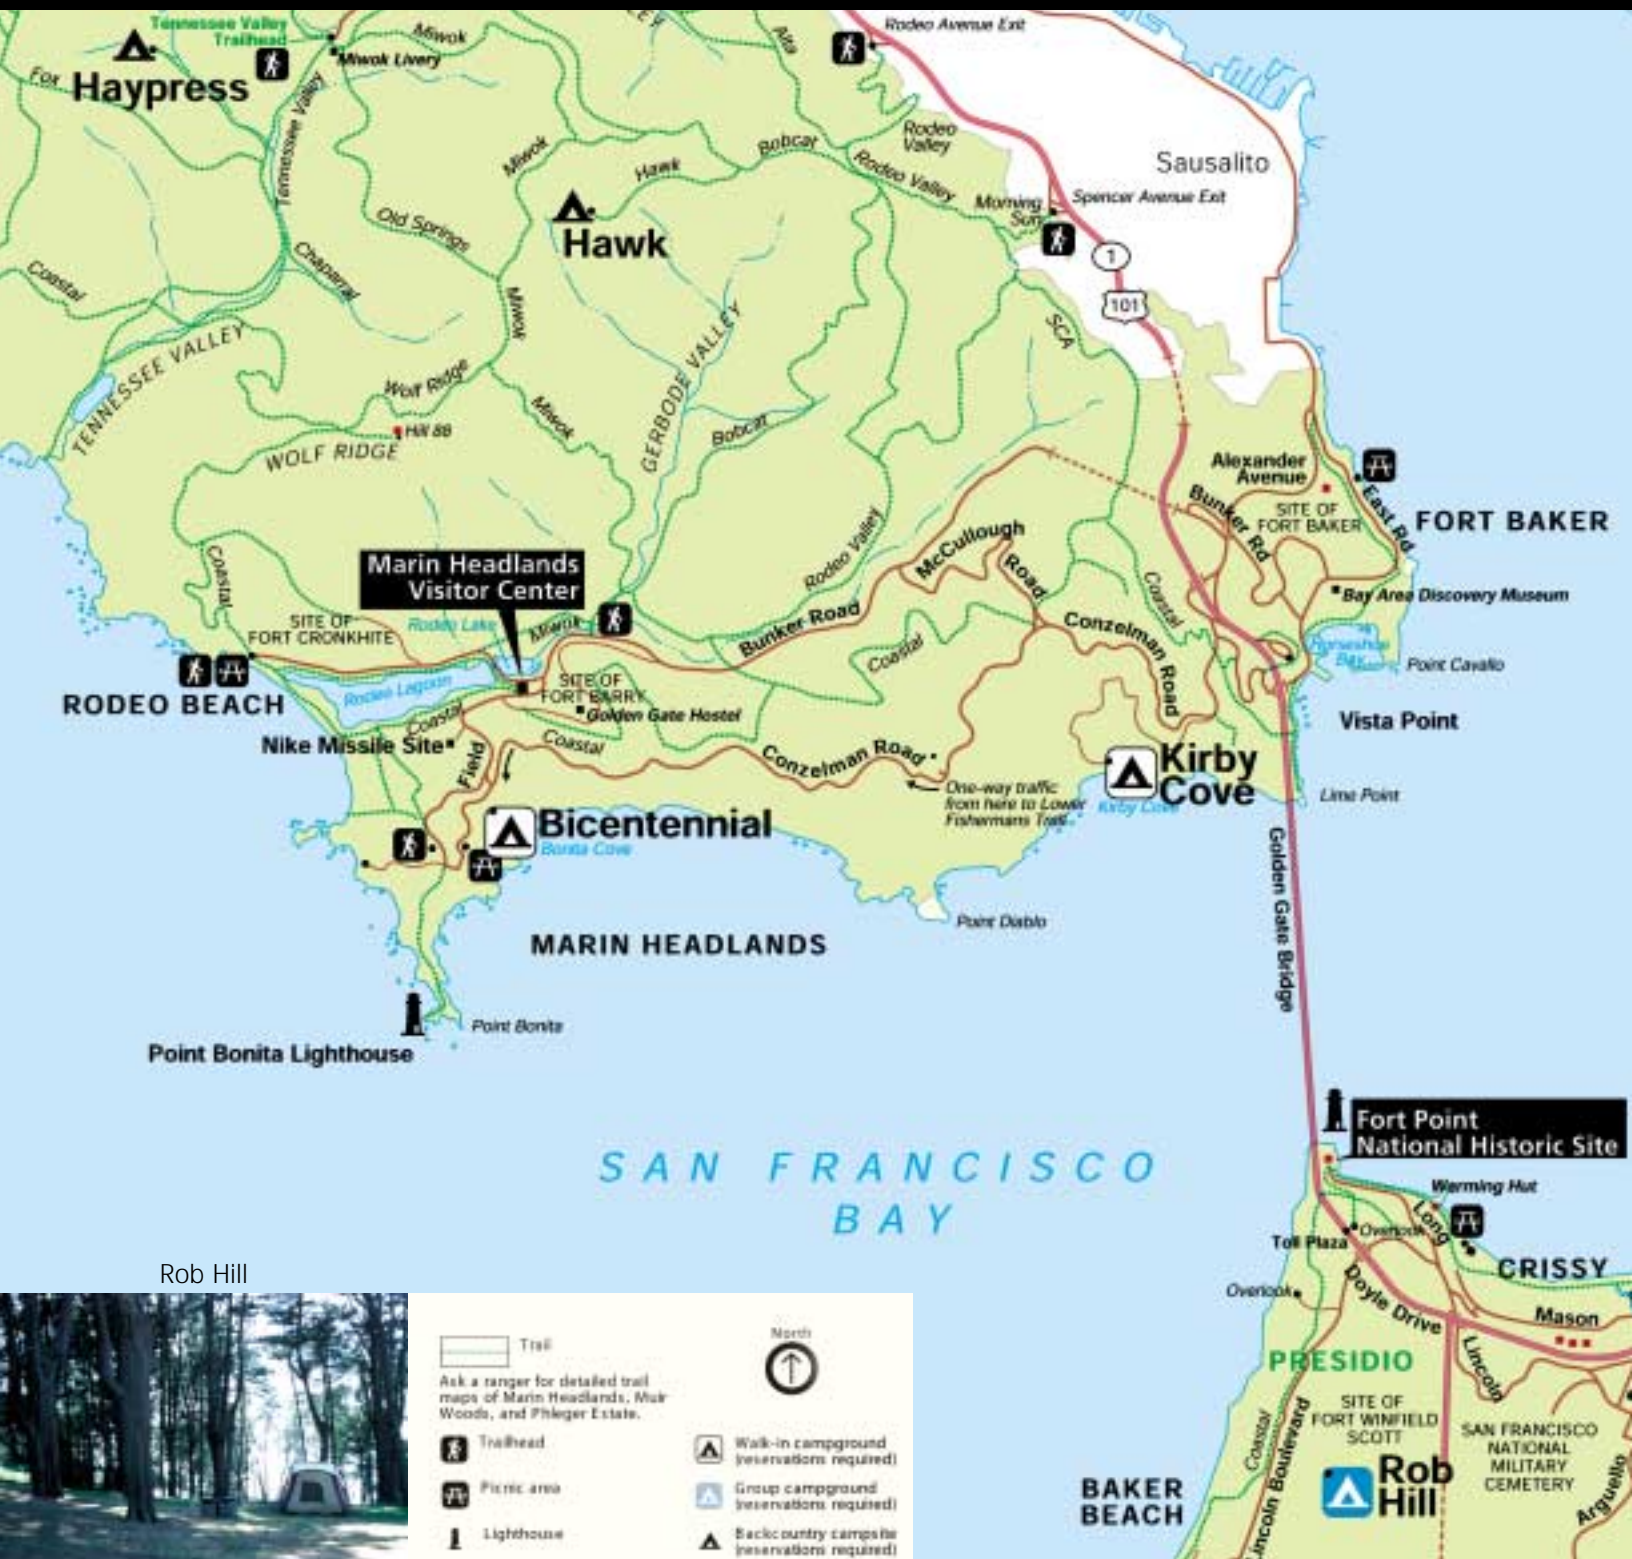 Tennessee Valley
Trailhead
Miwok
Miwok Livery
Fox
Haypress
Tennessee Valley
Alta
Rodeo Avenue Exit
Rodeo
Valley
Sausalito
Miwok
Hawk
Bobcat
Rodeo Valley
Morning
Sun
Spencer Avenue Exit
Old Springs
Hawk
1
101
Coastal
Chaparral
Miwok
SCA
TENNESSEE VALLEY
GERBODE VALLEY
Wolf Ridge
Miwok
Hill 88
Bobcat
WOLF RIDGE
Alexander
Avenue
Bunker Rd
SITE OF
FORT BAKER
East Rd
FORT BAKER
Coastal
Marin Headlands
Visitor Center
Rodeo Valley
McCullough
Road
Coastal
Bay Area Discovery Museum
SITE OF
FORT CRONKHITE
Rodeo Lake
Miwok
Bunker Road
Coastal
Conzelman Road
Horseshoe
Bay
Point Cavallo
RODEO BEACH
Rodeo Lagoon
SITE OF
FORT BARRY
Golden Gate Hostel
Coastal
Vista Point
Nike Missile Site
Field
Coastal
Conzelman Road
Kirby
Cove
One-way traffic
from here to Lower
Fishermans Trail
Kirby Cove
Lime Point
Bicentennial
Bonita Cove
Golden Gate Bridge
Point Diablo
MARIN HEADLANDS
Point Bonita
Point Bonita Lighthouse
SAN FRANCISCO
BAY
Fort Point
National Historic Site
Warming Hut
Long
Overlook
Toll Plaza
CRISSY
Overlook
Doyle Drive
Mason
Lincoln
PRESIDIO
SITE OF
FORT WINFIELD
SCOTT
SAN FRANCISCO
NATIONAL
MILITARY
CEMETERY
Coastal
Lincoln Boulevard
Arguello
BAKER
BEACH
Rob
Hill
Rob Hill
Trail
North
Ask a ranger for detailed trail
maps of Marin Headlands, Muir
Woods, and Phleger Estate.
Trailhead
Picnic area
Lighthouse
Walk-in campground
(reservations required)
Group campground
(reservations required)
Backcountry campsite
(reservations required)